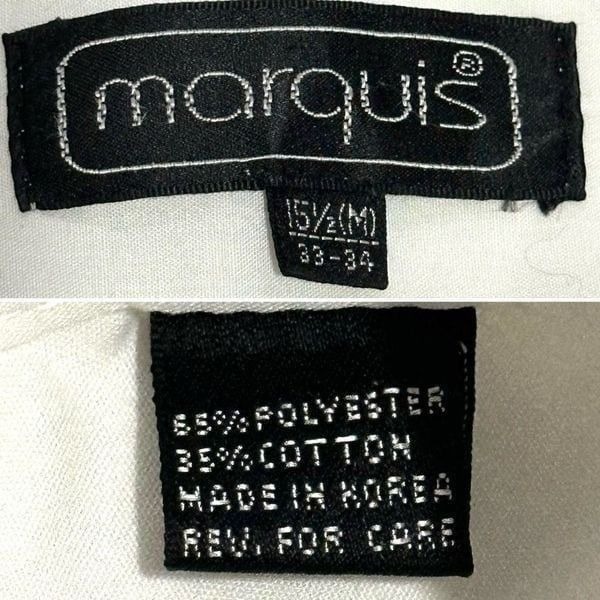 marquis®
15½(M)
33-34
65% POLYESTER
35% COTTON
MADE IN KOREA
REV. FOR CARE